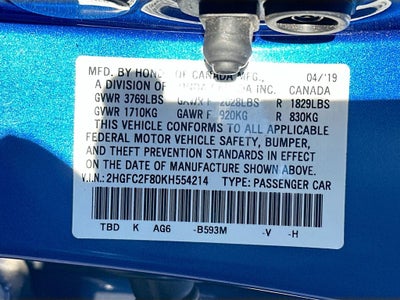 MFD. BY HONDA OF CANADA MFG., 04/19
A DIVISION OF HONDA CANADA INC. CANADA
GVWR 3769LBS GAWR F 2028LBS R 1829LBS
GVWR 1710KG GAWR F 920KG R 830KG
THIS VEHICLE CONFORMS TO ALL APPLICABLE
FEDERAL MOTOR VEHICLE SAFETY, BUMPER,
AND THEFT PREVENTION STANDARDS IN EFFECT
ON THE DATE OF MANUFACTURE SHOWN ABOVE.
V.I.N.: 2HGFC2F80KH554214 TYPE: PASSENGER CAR
TBD K AG6 -B593M -V -H